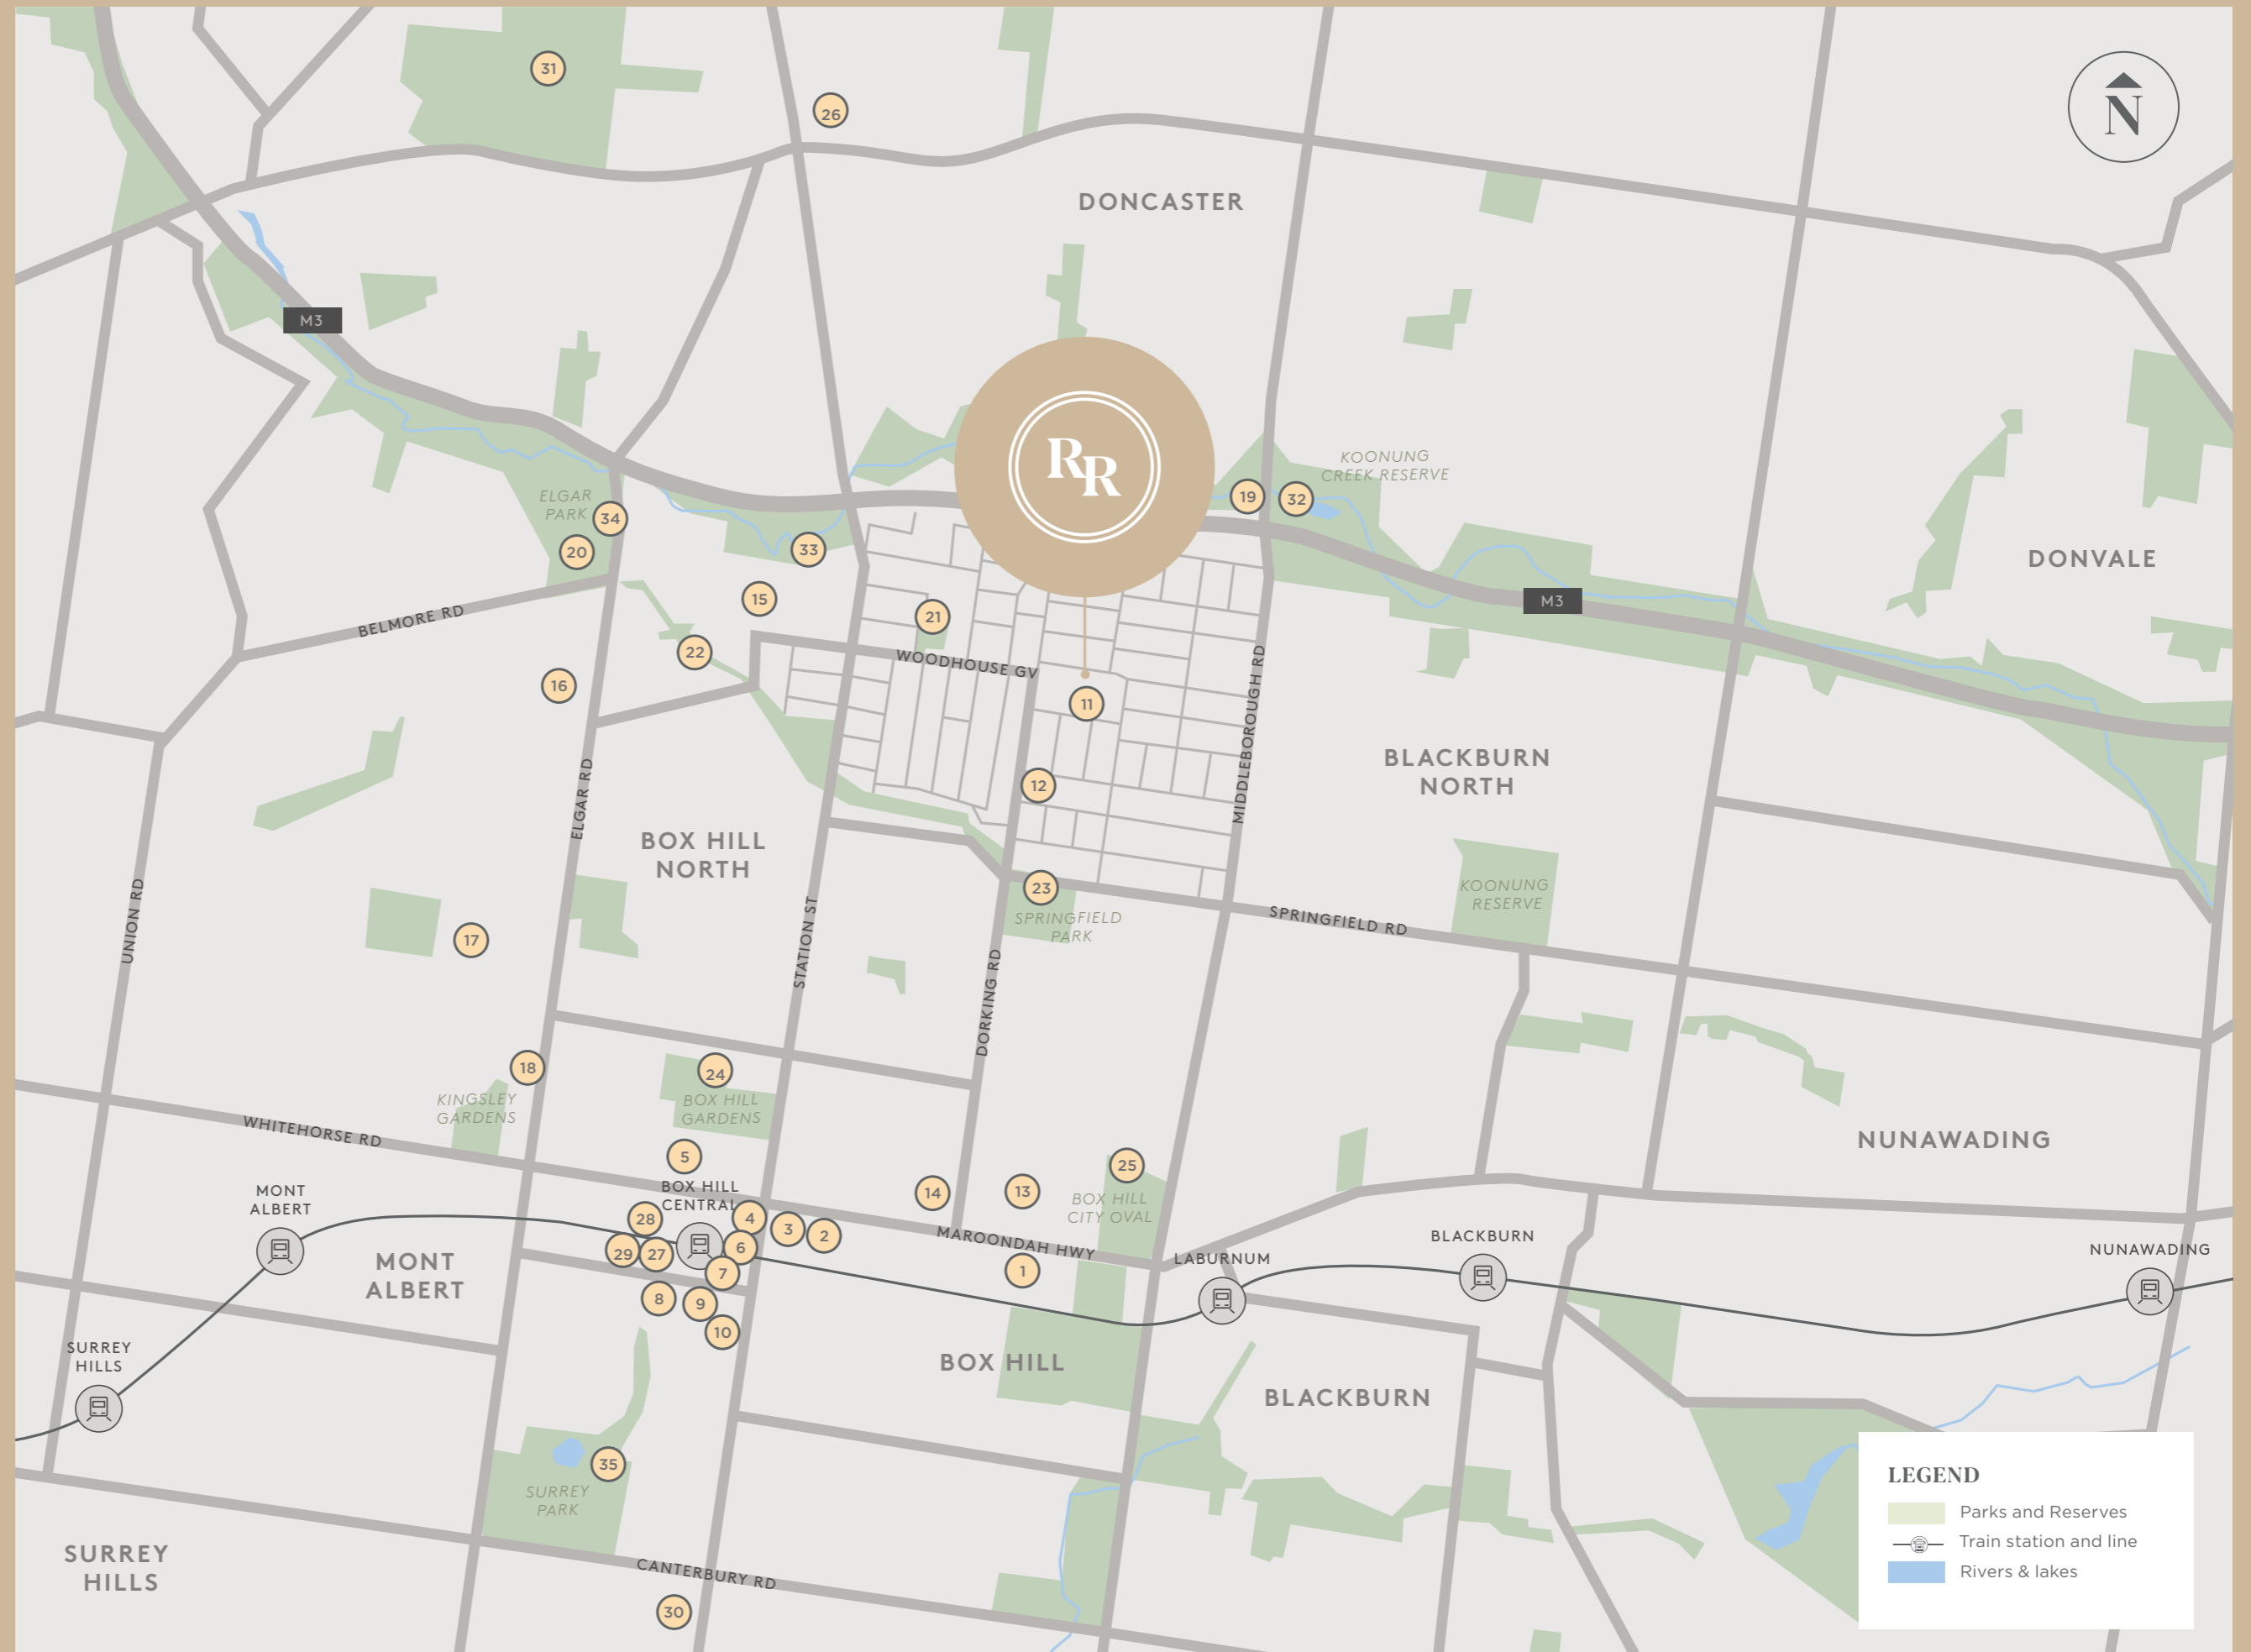 31
26
N
DONCASTER
M3
RR
KOONUNG
CREEK RESERVE
ELGAR
PARK
34
19
32
20
33
DONVALE
15
M3
21
BELMORE RD
22
WOODHOUSE GV
16
11
MIDDLEBOROUGH RD
BLACKBURN
NORTH
12
ELGAR RD
BOX HILL
NORTH
23
KOONUNG
RESERVE
SPRINGFIELD
PARK
SPRINGFIELD RD
UNION RD
17
STATION ST
DORKING RD
18
24
KINGSLEY
GARDENS
BOX HILL
GARDENS
WHITEHORSE RD
NUNAWADING
5
25
BOX HILL
CENTRAL
14
13
BOX HILL
CITY OVAL
MONT
ALBERT
28
4
3
2
MAROONDAH HWY
BLACKBURN
29
27
6
LABURNUM
NUNAWADING
MONT
ALBERT
7
1
8
9
10
SURREY
HILLS
BOX HILL
BLACKBURN
35
SURREY
PARK
LEGEND
Parks and Reserves
Train station and line
Rivers & lakes
SURREY
HILLS
CANTERBURY RD
30